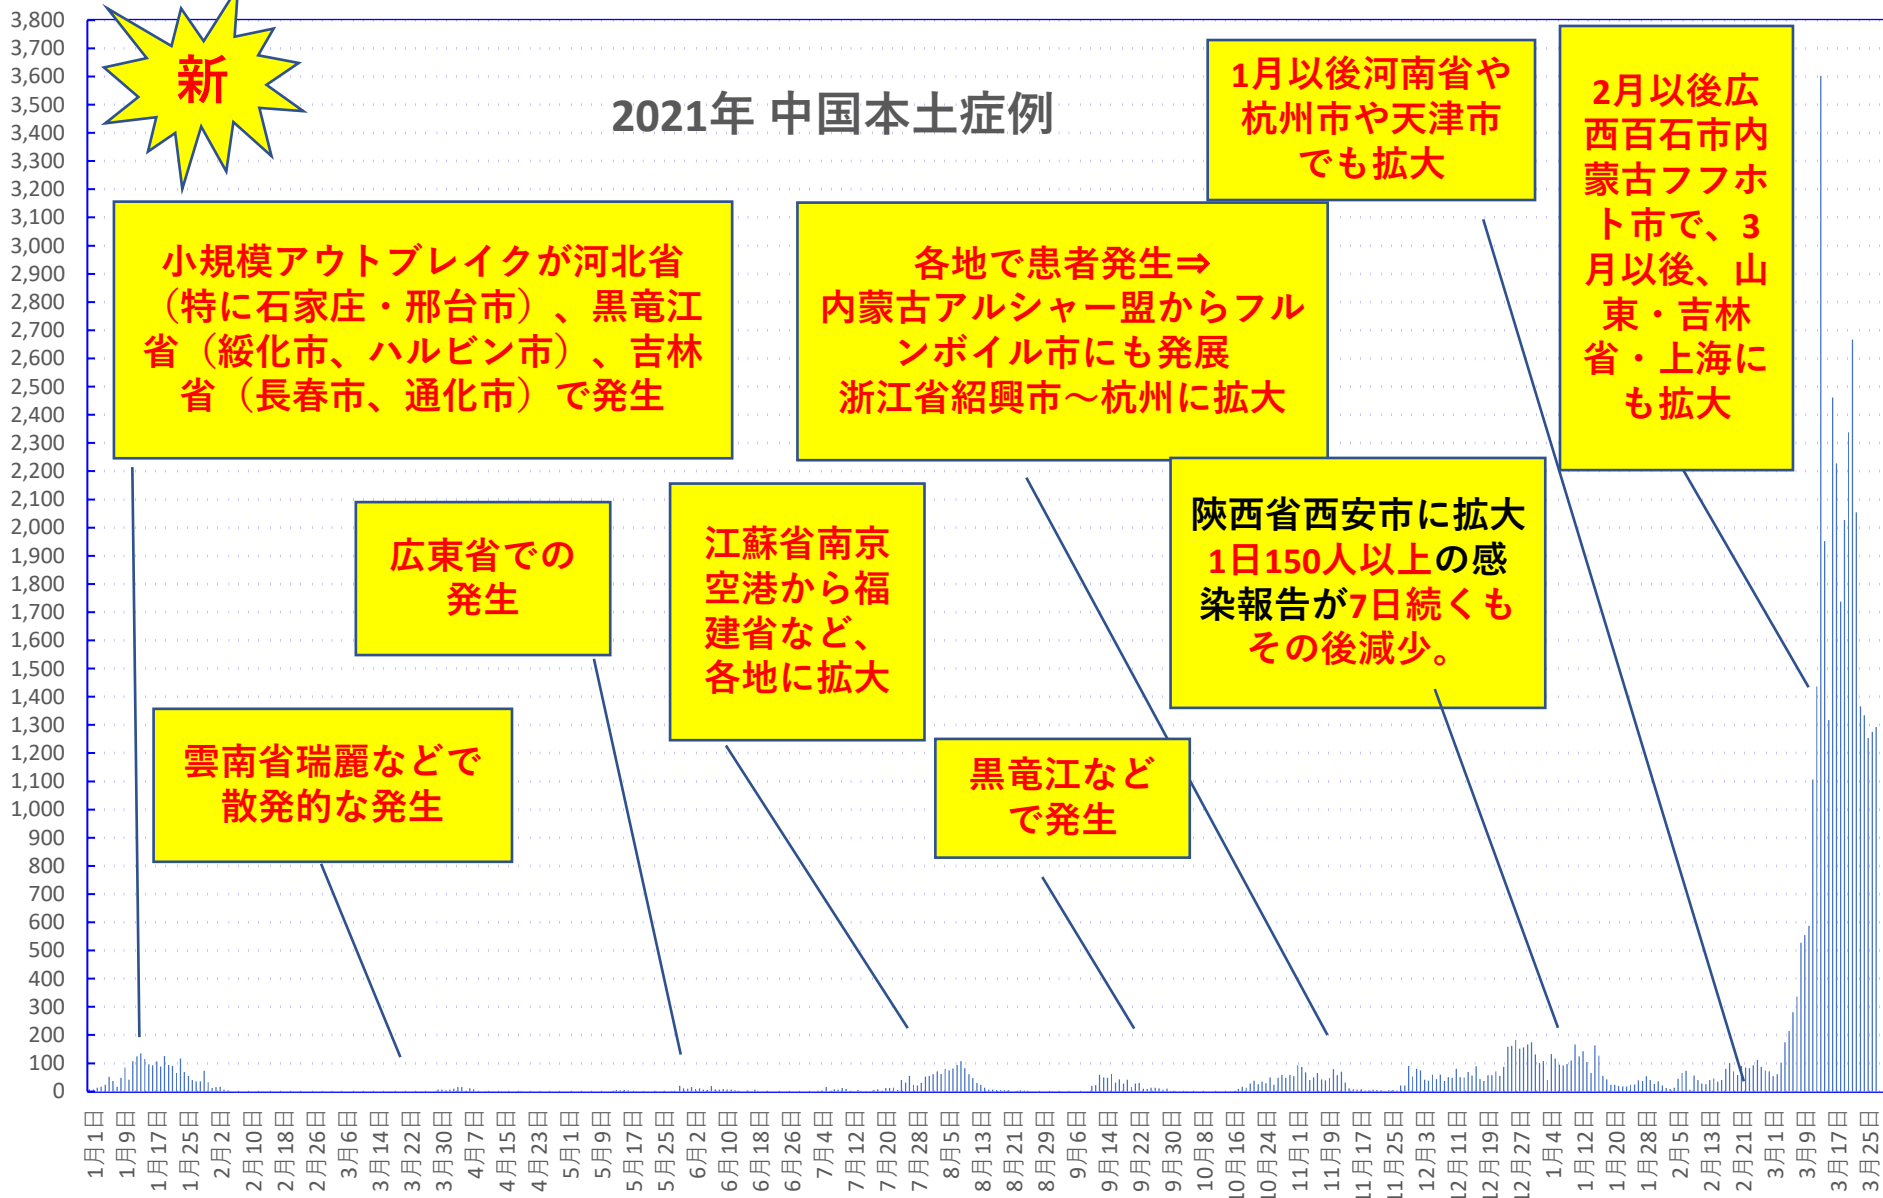 新
2021年 中国本土症例
1月以後河南省や
杭州市や天津市
でも拡大
2月以後広
西百石市内
蒙古フフホ
ト市で、3
月以後、山
東・吉林
省・上海に
も拡大
小規模アウトブレイクが河北省
（特に石家庄・邢台市）、黒竜江
省（綏化市、ハルビン市）、吉林
省（長春市、通化市）で発生
各地で患者発生⇒
内蒙古アルシャー盟からフル
ンボイル市にも発展
浙江省紹興市～杭州に拡大
陝西省西安市に拡大
1日150人以上の感
染報告が7日続くも
その後減少。
広東省での
発生
江蘇省南京
空港から福
建省など、
各地に拡大
雲南省瑞麗などで
散発的な発生
黒竜江など
で発生
3,800
3,700
3,600
3,500
3,400
3,300
3,200
3,100
3,000
2,900
2,800
2,700
2,600
2,500
2,400
2,300
2,200
2,100
2,000
1,900
1,800
1,700
1,600
1,500
1,400
1,300
1,200
1,100
1,000
900
800
700
600
500
400
300
200
100
0
1月1日
1月9日
1月17日
1月25日
2月2日
2月10日
2月18日
2月26日
3月6日
3月14日
3月22日
3月30日
4月7日
4月15日
4月23日
5月1日
5月9日
5月17日
5月25日
6月2日
6月10日
6月18日
6月26日
7月4日
7月12日
7月20日
7月28日
8月5日
8月13日
8月21日
8月29日
9月6日
9月14日
9月22日
9月30日
10月8日
10月16日
10月24日
11月1日
11月9日
11月17日
11月25日
12月3日
12月11日
12月19日
12月27日
1月4日
1月12日
1月20日
1月28日
2月5日
2月13日
2月21日
3月1日
3月9日
3月17日
3月25日